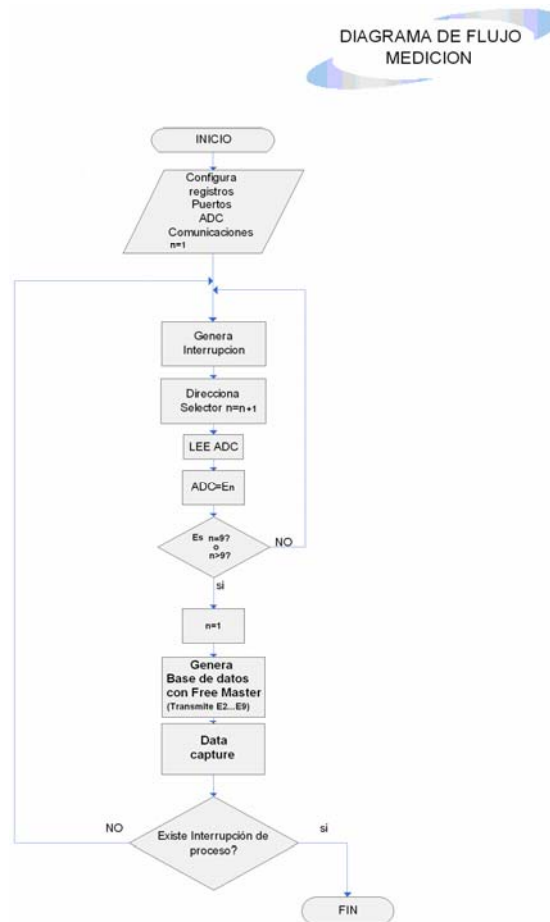 DIAGRAMA DE FLUJO
MEDICION
INICIO
Configura
registros
Puertos
ADC
Comunicaciones
n=1
Genera
Interrupcion
Direcciona
Selector n=n+1
LEE ADC
ADC=En
Es n=9?
o
n>9?
NO
si
n=1
Genera
Base de datos
con Free Master
(Transmite E2...E9)
Data
capture
NO
Existe Interrupción de
proceso?
si
FIN